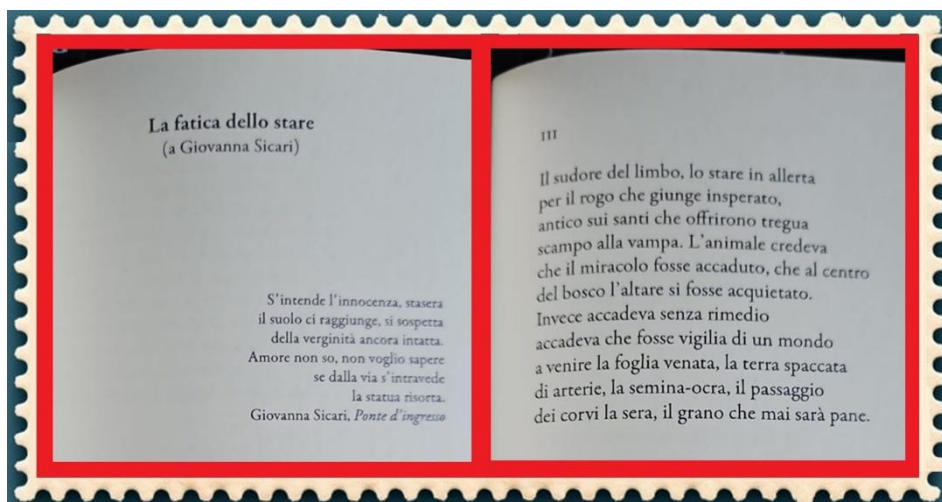 La fatica dello stare
(a Giovanna Sicari)
S'intende l'innocenza, stasera
il suolo ci raggiunge, si sospetta
della verginità ancora intatta.
Amore non so, non voglio sapere
se dalla via s'intravede
la statua risorta.
Giovanna Sicari, Ponte d'ingresso
III
Il sudore del limbo, lo stare in allerta
per il rogo che giunge insperato,
antico sui santi che offrirono tregua
scampo alla vampa. L'animale credeva
che il miracolo fosse accaduto, che al centro
del bosco l'altare si fosse acquietato.
Invece accadeva senza rimedio
accadeva che fosse vigilia di un mondo
a venire la foglia venata, la terra spaccata
di arterie, la semina-ocra, il passaggio
dei corvi la sera, il grano che mai sarà pane.